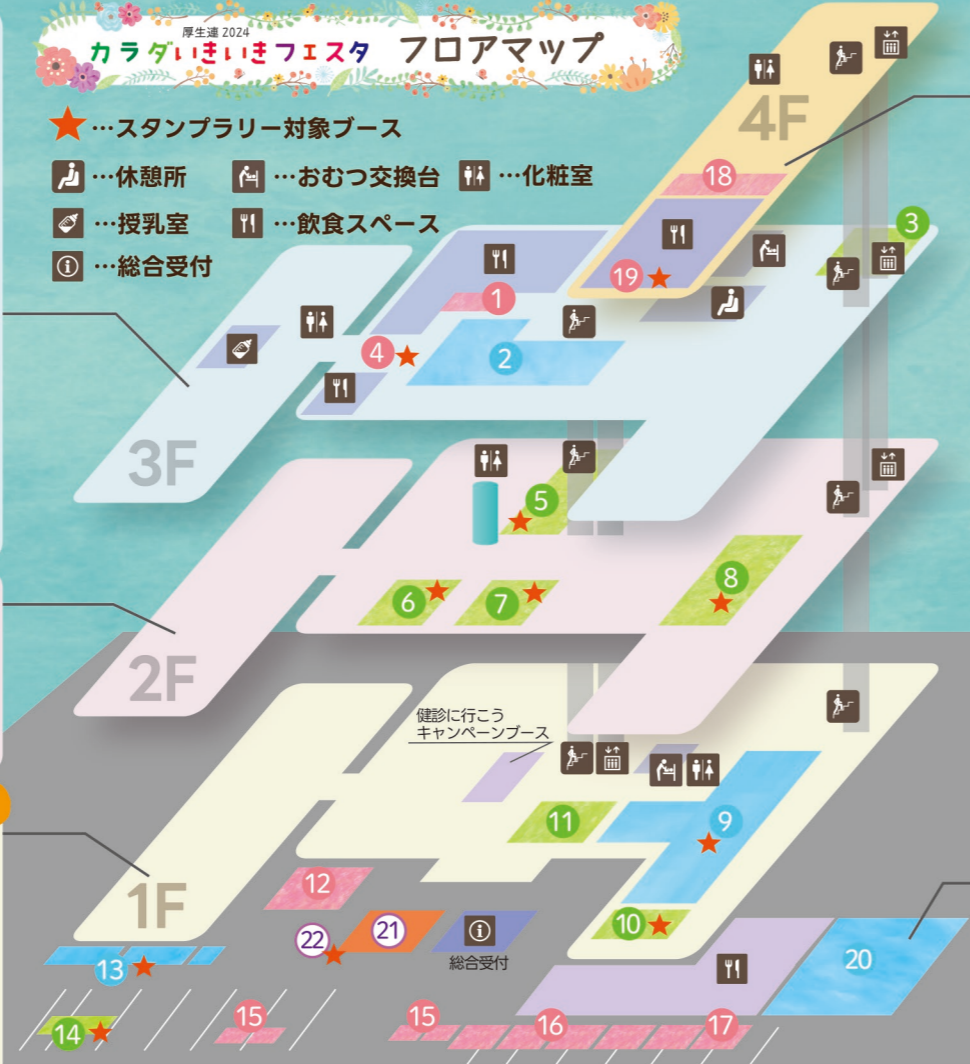 厚生連 2024
カラダいきいきフェスタ フロアマップ
★…スタンプラリー対象ブース
…休憩所 …おむつ交換台 …化粧室
…授乳室 …飲食スペース
…総合受付
4F
18
19
3
1
4
2
3F
5
6
7
8
2F
健診に行こう
キャンペーンブース
11
9
12
1F
10
22
21
総合受付
13
20
14
15
15
16
17